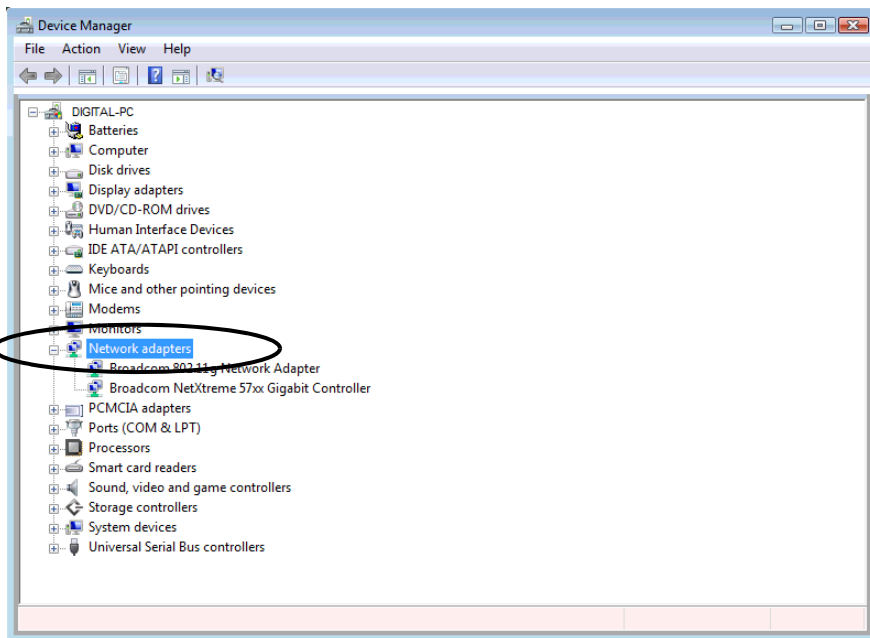 Device Manager
File Action View Help
DIGITAL-PC
Batteries
Computer
Disk drives
Display adapters
DVD/CD-ROM drives
Human Interface Devices
IDE ATA/ATAPI controllers
Keyboards
Mice and other pointing devices
Modems
Monitors
Network adapters
Broadcom 802.11g Network Adapter
Broadcom NetXtreme 57xx Gigabit Controller
PCMCIA adapters
Ports (COM & LPT)
Processors
Smart card readers
Sound, video and game controllers
Storage controllers
System devices
Universal Serial Bus controllers